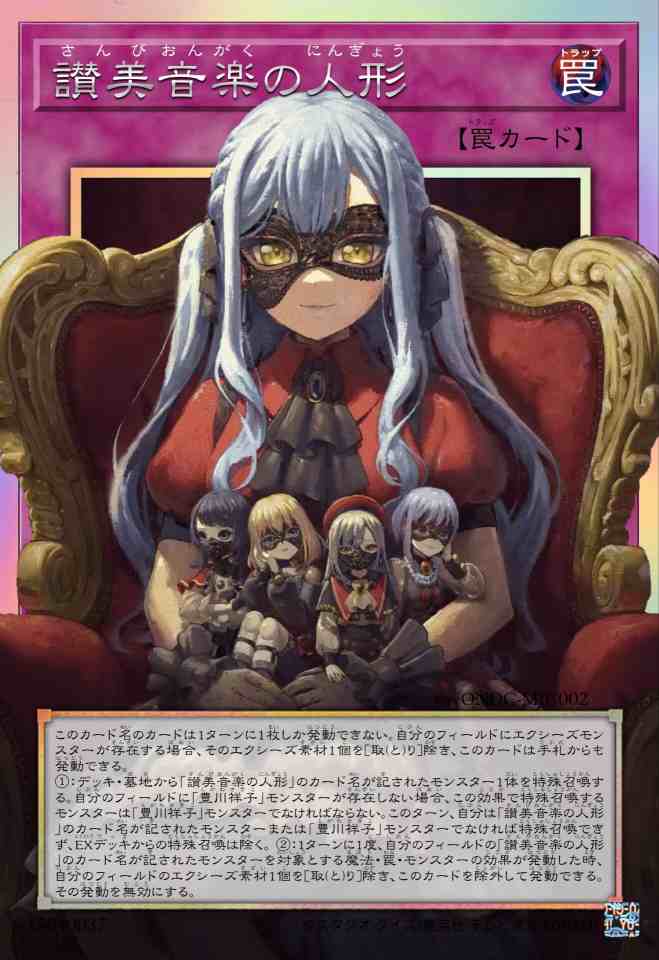 さんびおんがく にんぎょう
讃美音楽の人形
トラップ
罠
トラップ
【罠カード】
このカード名のカードは1ターンに1枚しか発動できない。自分のフィールドにエクシーズモン
スターが存在する場合、そのエクシーズ素材1個を[取(と)り]除き、このカードは手札からも
発動できる。
①:デッキ・墓地から「讃美音楽の人形」のカード名が記されたモンスター1体を特殊召喚す
る。自分のフィールドに「豊川祥子」モンスターが存在しない場合、この効果で特殊召喚する
モンスターは「豊川祥子」モンスターでなければならない。このターン、自分は「讃美音楽の人形
」のカード名が記されたモンスターまたは「豊川祥子」モンスターでなければ特殊召喚でき
ず、EXデッキからの特殊召喚は除く。②:1ターンに1度、自分のフィールドの「讃美音楽の人形
」のカード名が記されたモンスターを対象とする魔法・罠・モンスターの効果が発動した時、
自分のフィールドのエクシーズ素材1個を[取(と)り]除き、このカードを除外して発動できる。
その発動を無効にする。